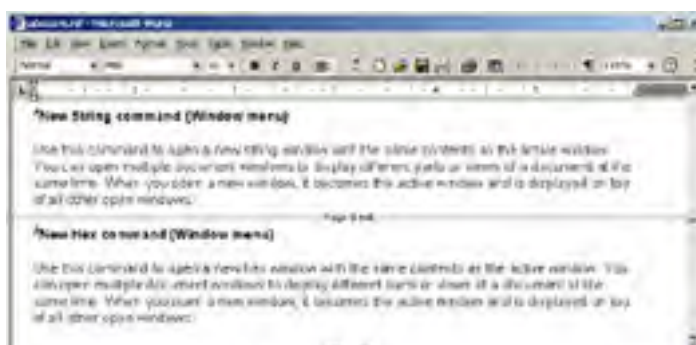 Microsoft Word
File Edit View Insert Format Tools Table Window Help
Normal
New String command (Window menu)
Use this command to open a new string window with the same contents as the active window.
You can open multiple document windows to display different parts or views of a document at the
same time. When you open a new window, it becomes the active window and is displayed on top
of all other open windows.
Page Break
New Hex command (Window menu)
Use this command to open a new hex window with the same contents as the active window. You
can open multiple document windows to display different parts or views of a document at the
same time. When you open a new window, it becomes the active window and is displayed on top
of all other open windows.